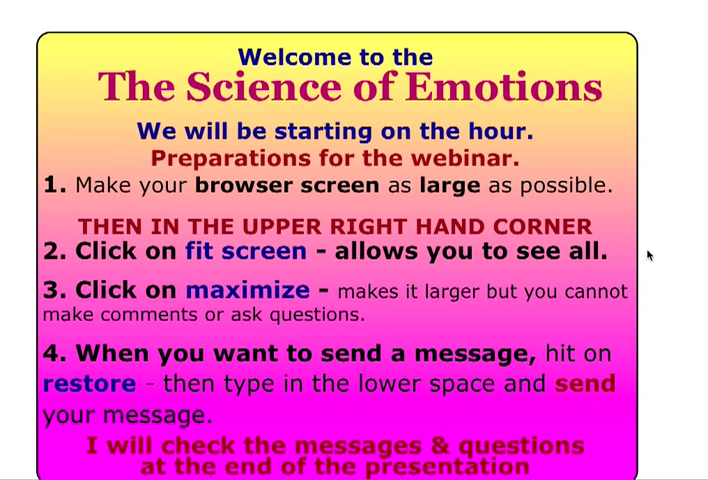 Welcome to the
The Science of Emotions
We will be starting on the hour.
Preparations for the webinar.
1. Make your browser screen as large as possible.
THEN IN THE UPPER RIGHT HAND CORNER
2. Click on fit screen - allows you to see all.
3. Click on maximize - makes it larger but you cannot
make comments or ask questions.
4. When you want to send a message, hit on
restore - then type in the lower space and send
your message.
I will check the messages & questions
at the end of the presentation